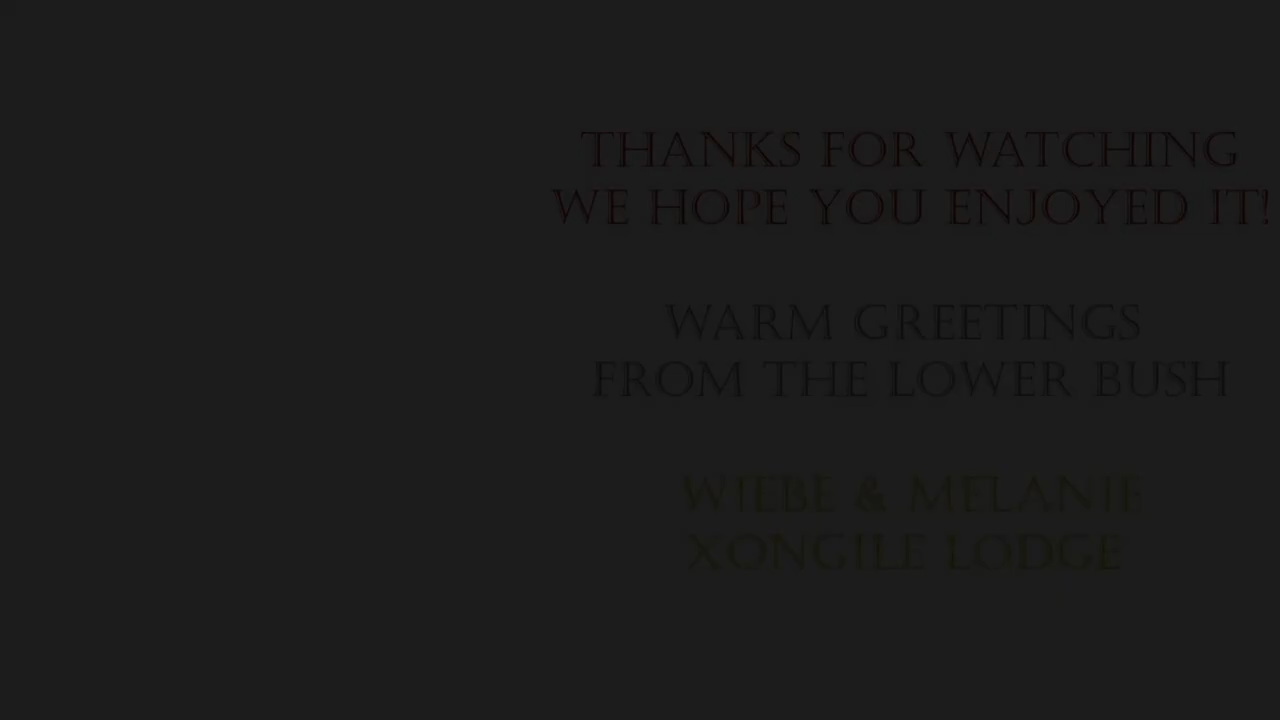 THANKS FOR WATCHING
WE HOPE YOU ENJOYED IT!
WARM GREETINGS
FROM THE LOWER BUSH
WIEBE & MELANIE
XONGILE LODGE